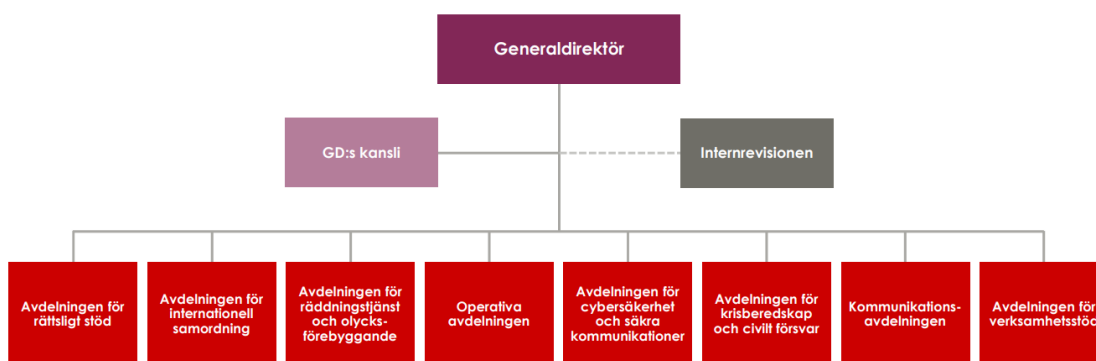 Generaldirektör
GD:s kansli
Internrevisionen
Avdelningen för
rättsligt stöd
Avdelningen för
internationell
samordning
Avdelningen för
räddningstjänst
och olycks-
förebyggande
Operativa
avdelningen
Avdelningen för
cybersäkerhet
och säkra
kommunikationer
Avdelningen för
krisberedskap
och civilt försvar
Kommunikations-
avdelningen
Avdelningen för
verksamhetsstöd